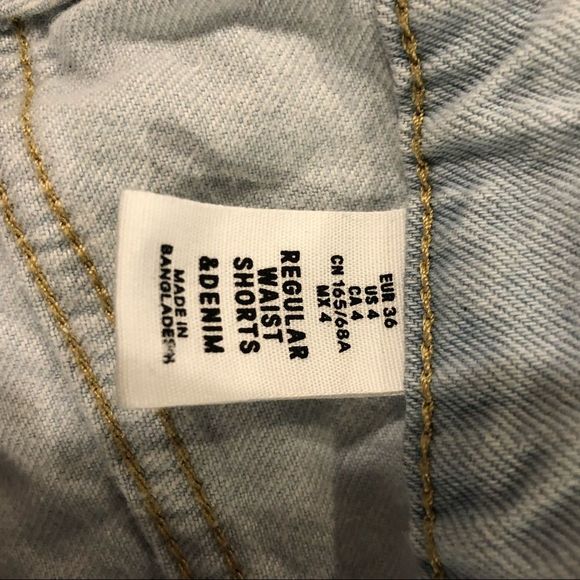 EUR 36
US 4
CA 4
CN 165/68A
MX 4
REGULAR
WAIST
SHORTS
&DENIM
MADE IN
BANGLADESH